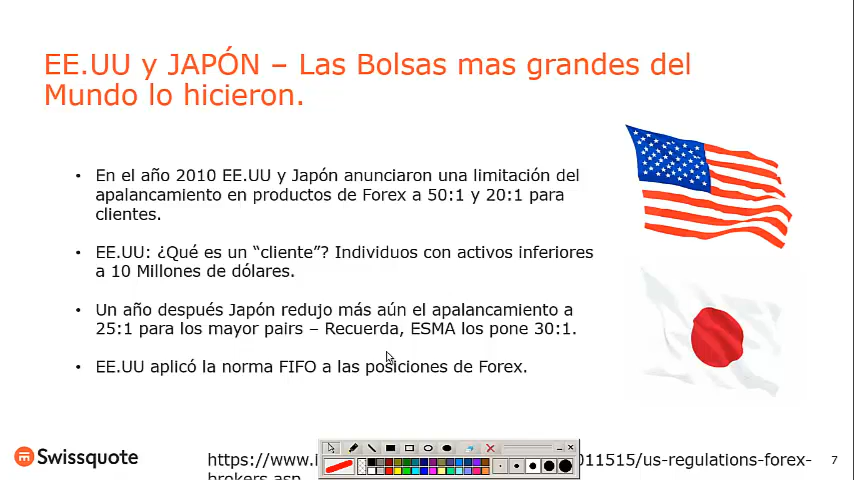 EE.UU y JAPÓN – Las Bolsas mas grandes del
Mundo lo hicieron.
• En el año 2010 EE.UU y Japón anunciaron una limitación del
apalancamiento en productos de Forex a 50:1 y 20:1 para
clientes.
• EE.UU: ¿Qué es un “cliente”? Individuos con activos inferiores
a 10 Millones de dólares.
• Un año después Japón redujo más aún el apalancamiento a
25:1 para los mayor pairs – Recuerda, ESMA los pone 30:1.
• EE.UU aplicó la norma FIFO a las posiciones de Forex.
Swissquote
https://www.i 011515/us-regulations-forex-
brokers.asp
7